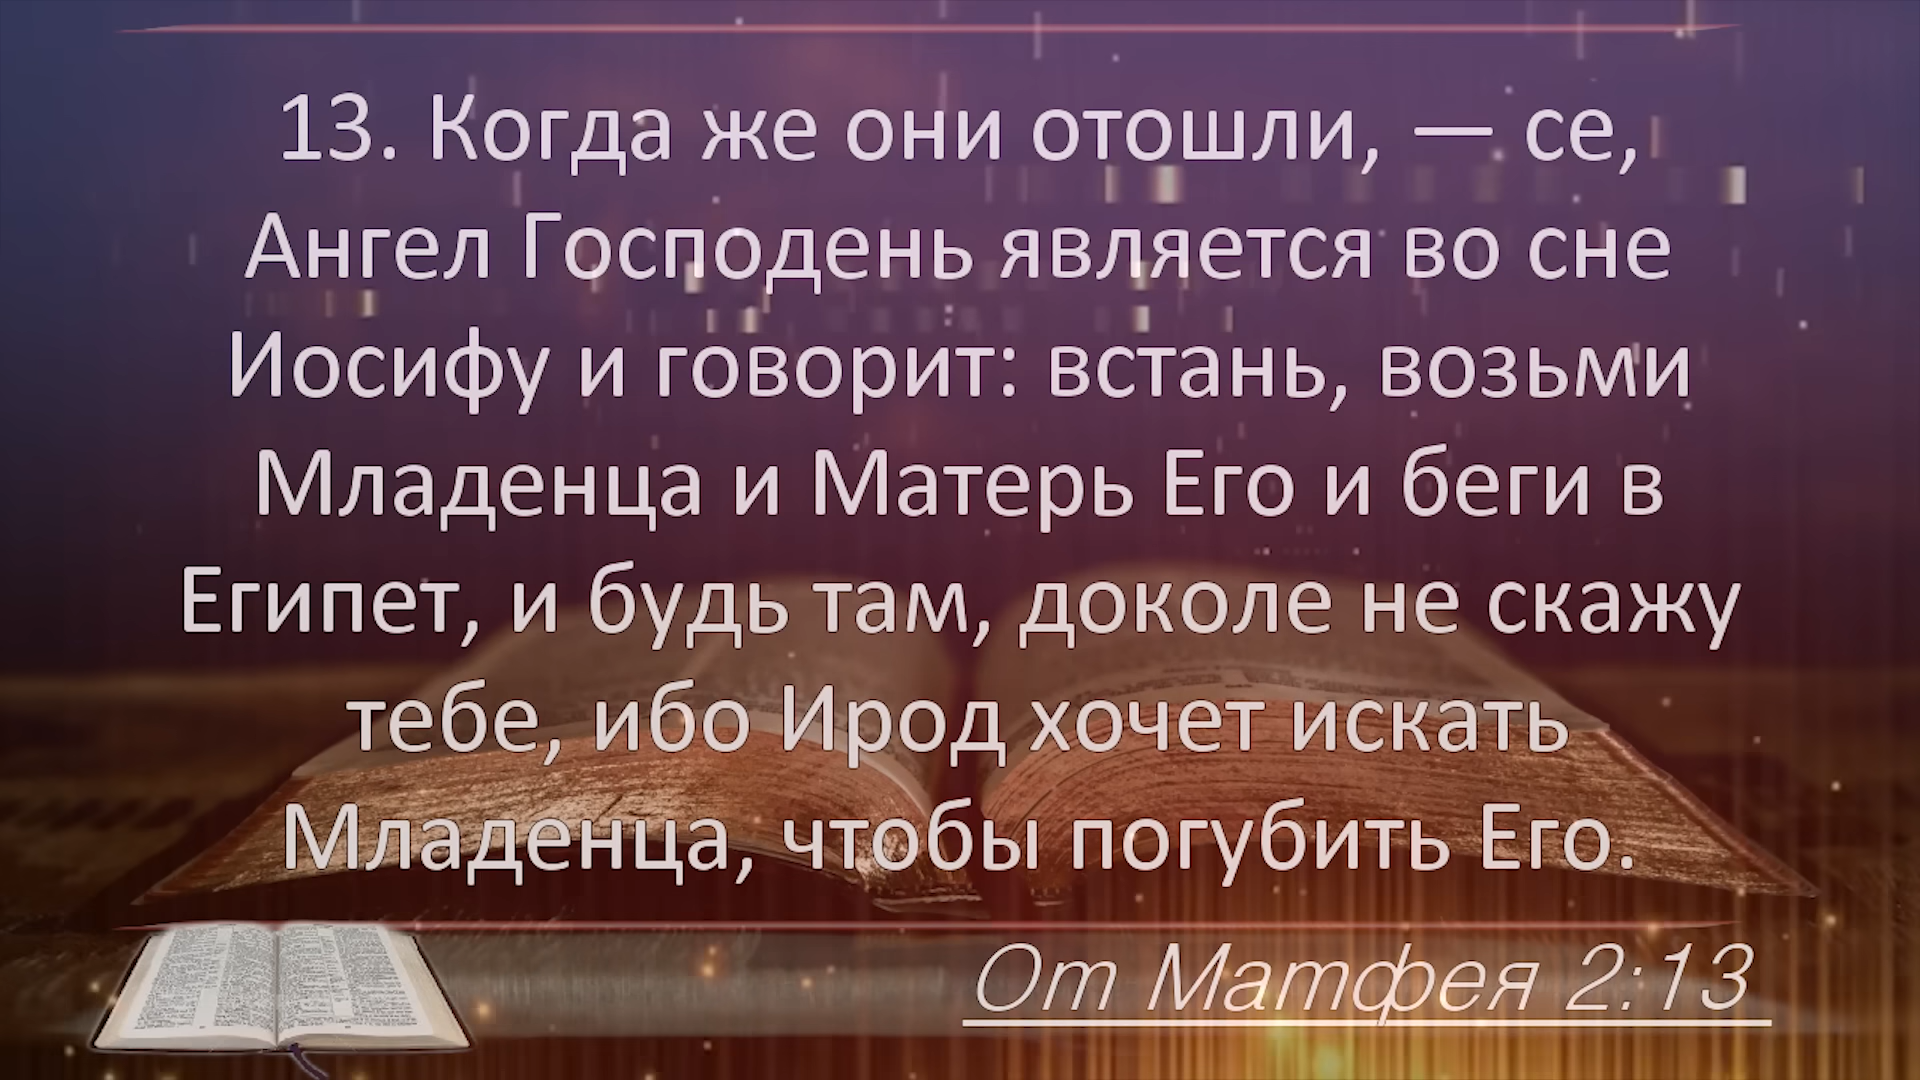 13. Когда же они отошли, — се,
Ангел Господень является во сне
Иосифу и говорит: встань, возьми
Младенца и Матерь Его и беги в
Египет, и будь там, доколе не скажу
тебе, ибо Ирод хочет искать
Младенца, чтобы погубить Его.
От Матфея 2:13